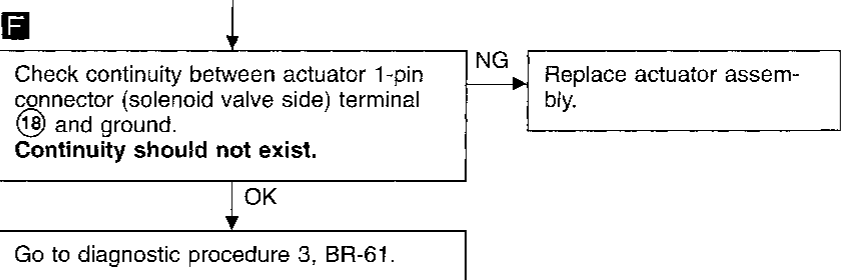 F
Check continuity between actuator 1-pin
connector (solenoid valve side) terminal
⑱ and ground.
Continuity should not exist.
NG
Replace actuator assem-
bly.
OK
Go to diagnostic procedure 3, BR-61.